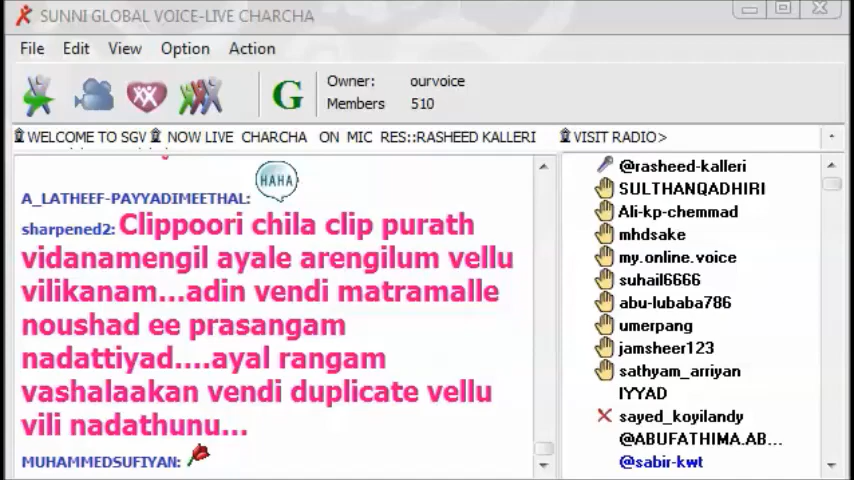 SUNNI GLOBAL VOICE-LIVE CHARCHA
File Edit View Option Action
G
Owner: ourvoice
Members 510
WELCOME TO SGV NOW LIVE CHARCHA ON MIC RES::RASHEED KALLERI VISIT RADIO>
HAHA
A_LATHEEF-PAYYADIMEETHAL:
sharpened2: Clippoori chila clip purath
vidanamengil ayale arengilum vellu
vilikanam...adin vendi matramalle
noushad ee prasangam
nadattiyad....ayal rangam
vashalaakan vendi duplicate vellu
vili nadathunu...
MUHAMMEDSUFIYAN:
@rasheed-kalleri
SULTHANQADHIRI
Ali-kp-chemmad
mhdsake
my.online.voice
suhail6666
abu-lubaba786
umerpang
jamsheer123
sathyam_arriyan
IYYAD
sayed_koyilandy
@ABUFATHIMA.AB...
@sabir-kwt